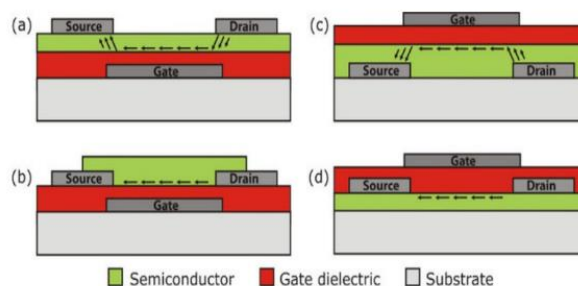 (a)
Source
Drain
Gate
(b)
Source
Drain
Gate
(c)
Gate
Source
Drain
(d)
Gate
Source
Drain
Semiconductor
Gate dielectric
Substrate